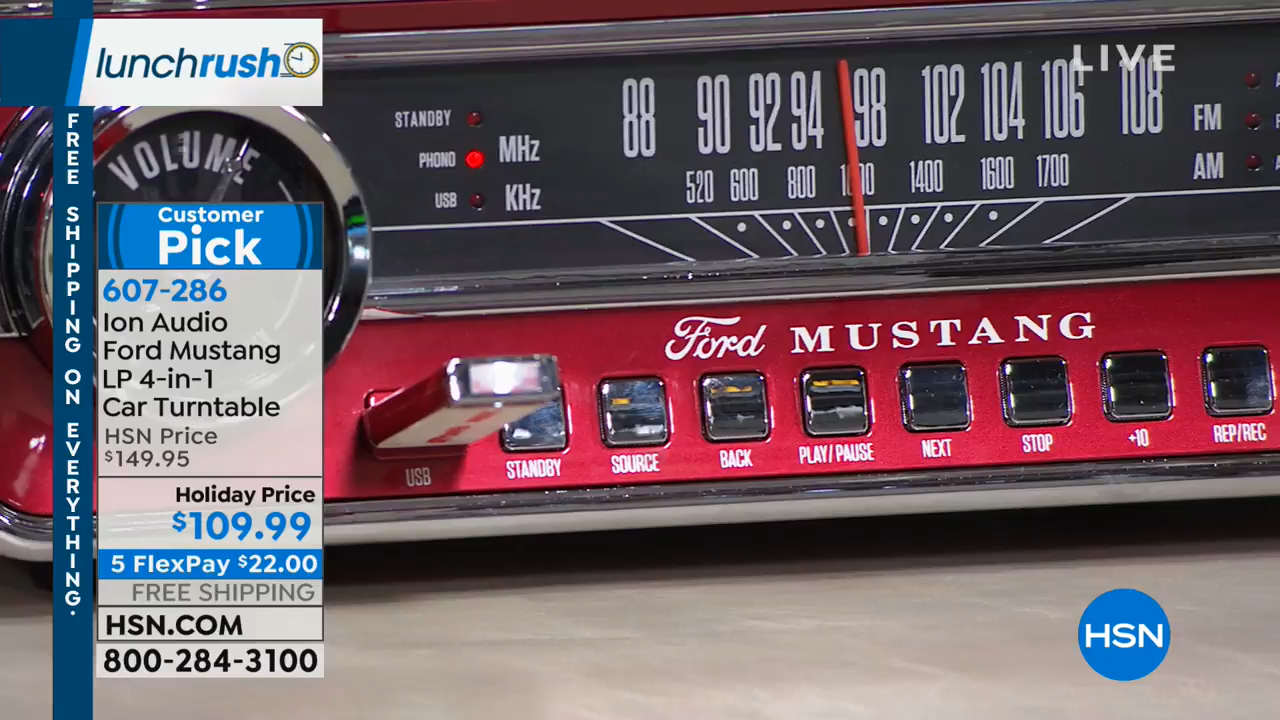 lunchrush
LIVE
FREE SHIPPING ON EVERYTHING.*
Customer
Pick
607-286
Ion Audio
Ford Mustang
LP 4-in-1
Car Turntable
HSN Price
$149.95
Holiday Price
$109.99
5 FlexPay $22.00
FREE SHIPPING
HSN.COM
800-284-3100
VOLUME
STANDBY
PHONO
USB
MHz
KHz
88 90 92 94 98 102 104 106 108
FM
520 600 800 1400 1600 1700
AM
Ford MUSTANG
USB
STANDBY
SOURCE
BACK
PLAY/PAUSE
NEXT
STOP
+10
REP/REC
HSN